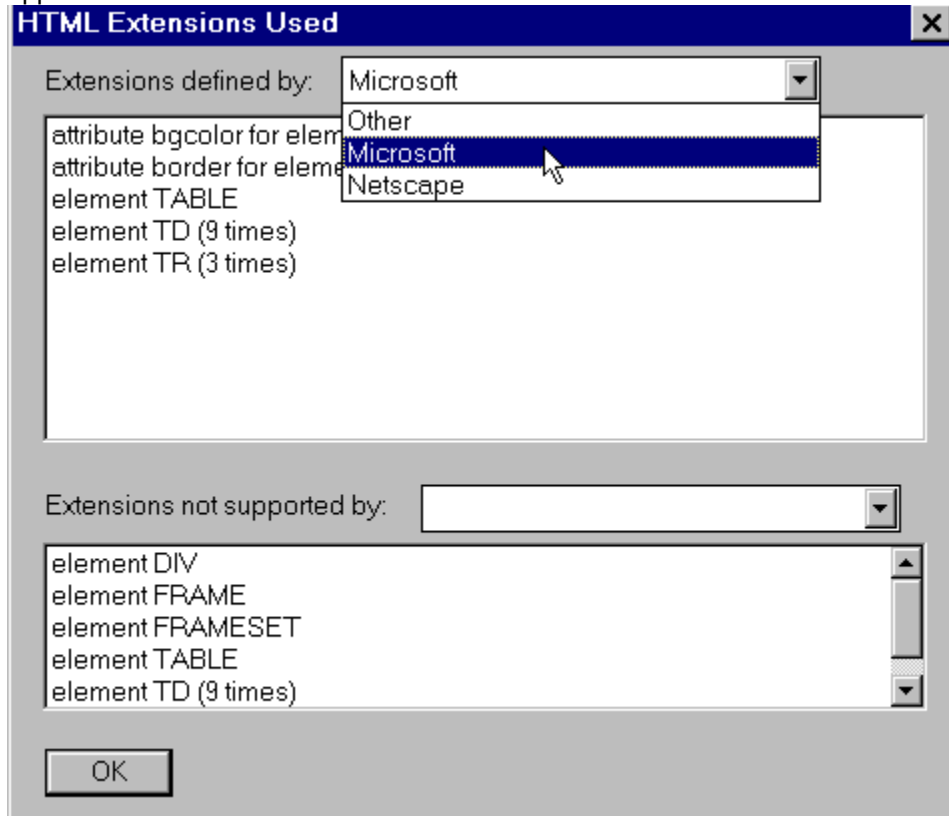 HTML Extensions Used
Extensions defined by: Microsoft
Other
Microsoft
Netscape
attribute bgcolor for elem
attribute border for eleme
element TABLE
element TD (9 times)
element TR (3 times)
Extensions not supported by:
element DIV
element FRAME
element FRAMESET
element TABLE
element TD (9 times)
OK